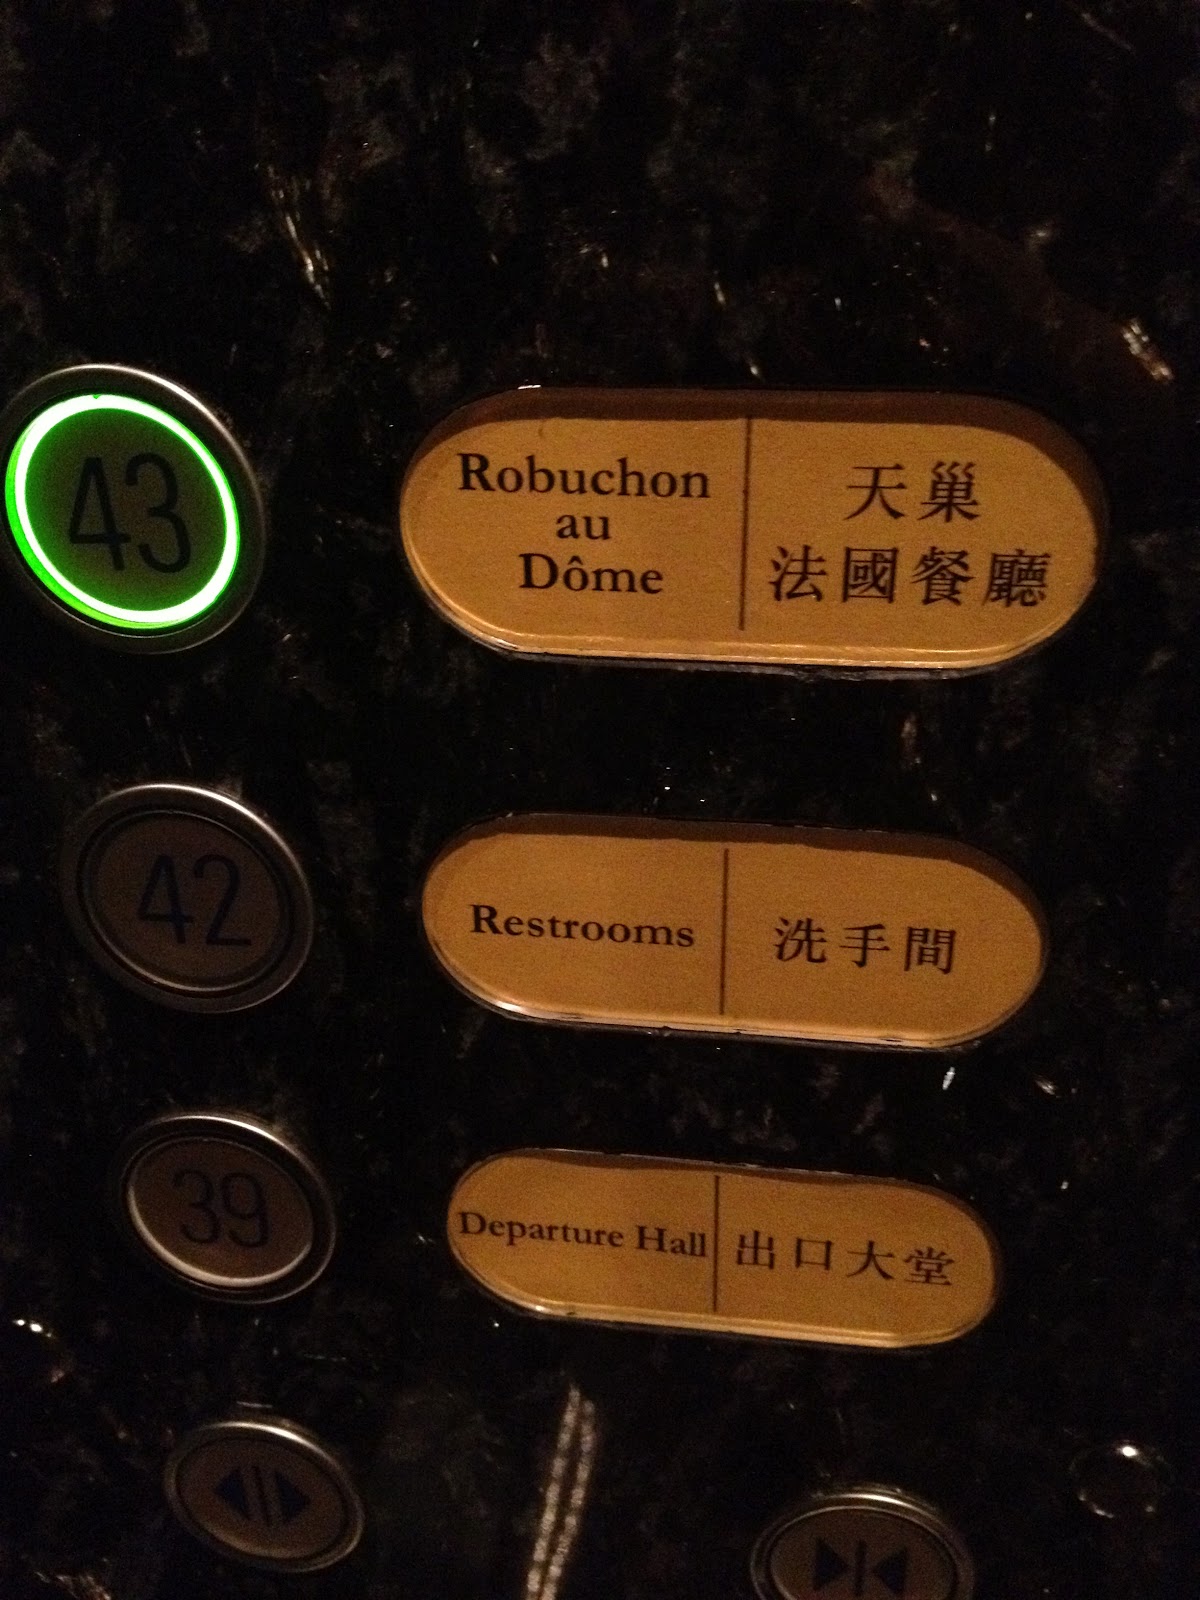 43
Robuchon
au
Dôme
天巢
法國餐廳
42
Restrooms
洗手間
39
Departure Hall
出口大堂